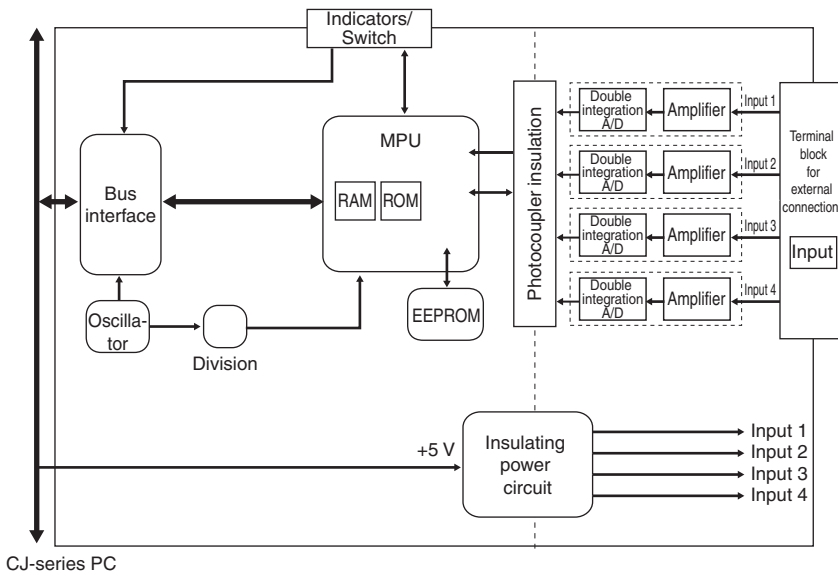 Indicators/
Switch
Bus
interface
MPU
RAM
ROM
EEPROM
Oscilla-
tor
Division
Photocoupler insulation
Double
integration
A/D
Amplifier
Input 1
Double
integration
A/D
Amplifier
Input 2
Double
integration
A/D
Amplifier
Input 3
Double
integration
A/D
Amplifier
Input 4
Terminal
block
for
external
connection
Input
+5 V
Insulating
power
circuit
Input 1
Input 2
Input 3
Input 4
CJ-series PC